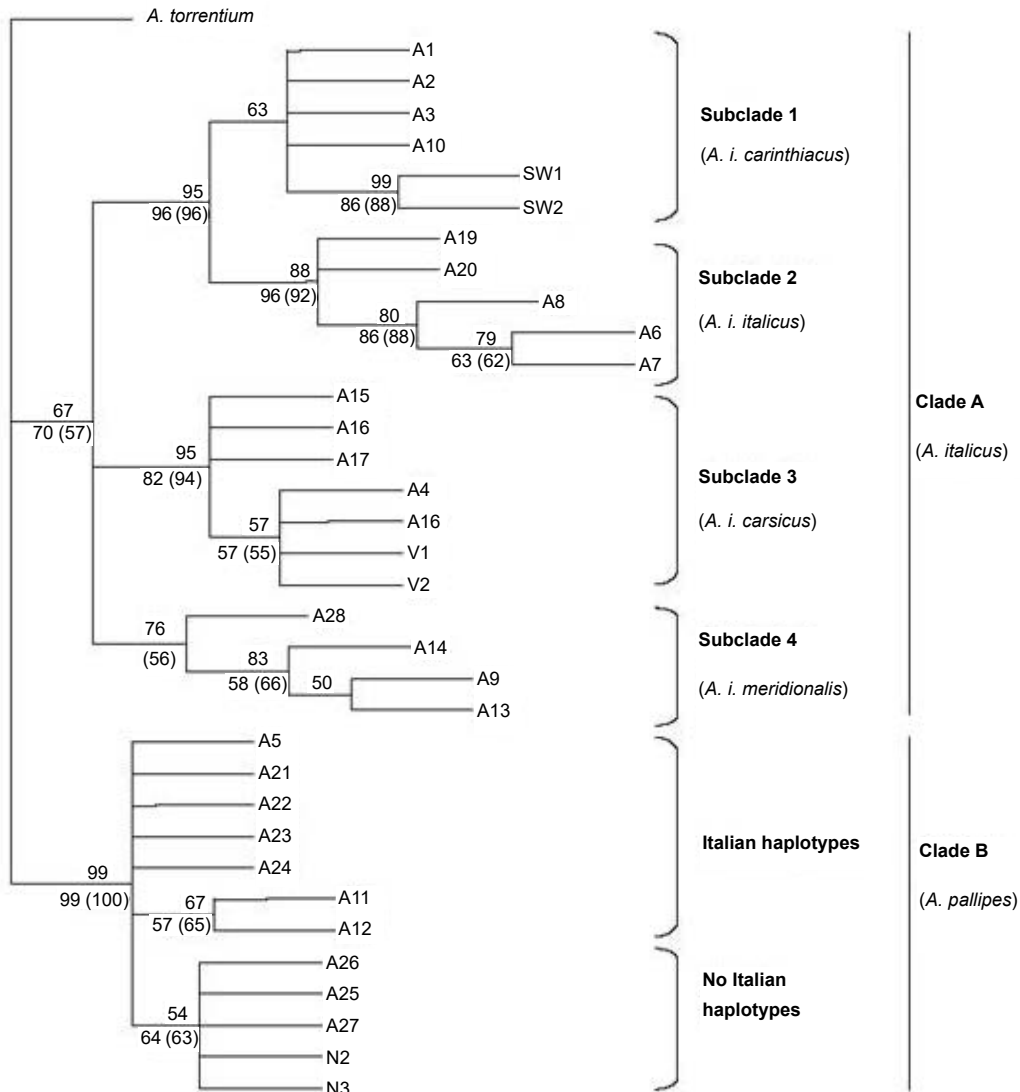 A. torrentium
A1
A2
63
A3
Subclade 1
A10
(A. i. carinthiacus)
99
SW1
95
86 (88)
SW2
96 (96)
A19
88
A20
Subclade 2
96 (92)
A8
80
(A. i. italicus)
86 (88)
A6
79
63 (62)
A7
A15
67
Clade A
70 (57)
A16
95
A17
(A. italicus)
82 (94)
Subclade 3
A4
57
A16
(A. i. carsicus)
57 (55)
V1
V2
A28
76
Subclade 4
(56)
A14
83
58 (66)
50
A9
(A. i. meridionalis)
A13
A5
A21
A22
A23
Italian haplotypes
Clade B
99
A24
99 (100)
67
A11
(A. pallipes)
57 (65)
A12
A26
No Italian
A25
haplotypes
54
A27
64 (63)
N2
N3